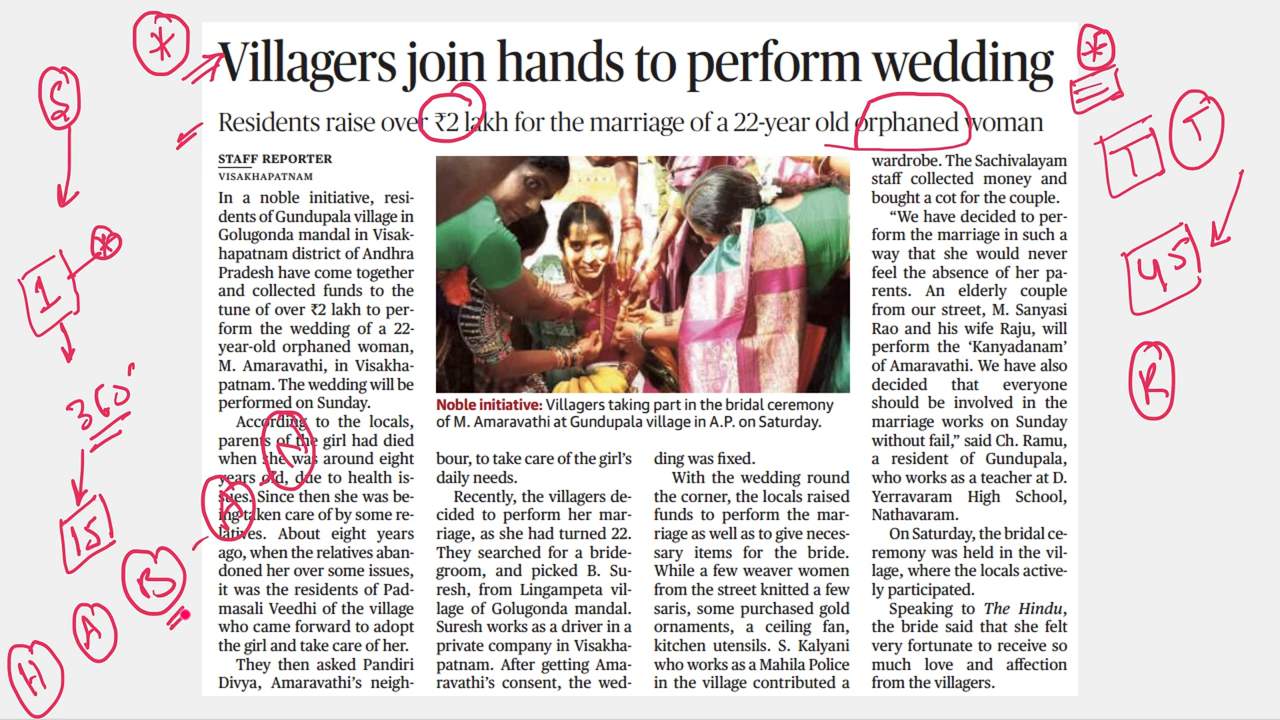 Villagers join hands to perform wedding
Residents raise over ₹2 lakh for the marriage of a 22-year old orphaned woman
STAFF REPORTER
VISAKHAPATNAM
In a noble initiative, resi-
dents of Gundupala village in
Golugonda mandal in Visak-
hapatnam district of Andhra
Pradesh have come together
and collected funds to the
tune of over ₹2 lakh to per-
form the wedding of a 22-
year-old orphaned woman,
M. Amaravathi, in Visakha-
patnam. The wedding will be
performed on Sunday.
According to the locals,
parents of the girl had died
when she was around eight
years old, due to health is-
sues. Since then she was be-
ing taken care of by some re-
latives. About eight years
ago, when the relatives aban-
doned her over some issues,
it was the residents of Pad-
masali Veedhi of the village
who came forward to adopt
the girl and take care of her.
They then asked Pandiri
Divya, Amaravathi's neigh-
Noble initiative: Villagers taking part in the bridal ceremony
of M. Amaravathi at Gundupala village in A.P. on Saturday.
bour, to take care of the girl's
daily needs.
Recently, the villagers de-
cided to perform her mar-
riage, as she had turned 22.
They searched for a bride-
groom, and picked B. Su-
resh, from Lingampeta vil-
lage of Golugonda mandal.
Suresh works as a driver in a
private company in Visakha-
patnam. After getting Ama-
ravathi's consent, the wed-
ding was fixed.
With the wedding round
the corner, the locals raised
funds to perform the mar-
riage as well as to give neces-
sary items for the bride.
While a few weaver women
from the street knitted a few
saris, some purchased gold
ornaments, a ceiling fan,
kitchen utensils. S. Kalyani
who works as a Mahila Police
in the village contributed a
wardrobe. The Sachivalayam
staff collected money and
bought a cot for the couple.
"We have decided to per-
form the marriage in such a
way that she would never
feel the absence of her pa-
rents. An elderly couple
from our street, M. Sanyasi
Rao and his wife Raju, will
perform the 'Kanyadanam'
of Amaravathi. We have also
decided that everyone
should be involved in the
marriage works on Sunday
without fail," said Ch. Ramu,
a resident of Gundupala,
who works as a teacher at D.
Yerravaram High School,
Nathavaram.
On Saturday, the bridal ce-
remony was held in the vil-
lage, where the locals active-
ly participated.
Speaking to The Hindu,
the bride said that she felt
very fortunate to receive so
much love and affection
from the villagers.
1
360°
15
H
A
B
A
N
T
T
45
R